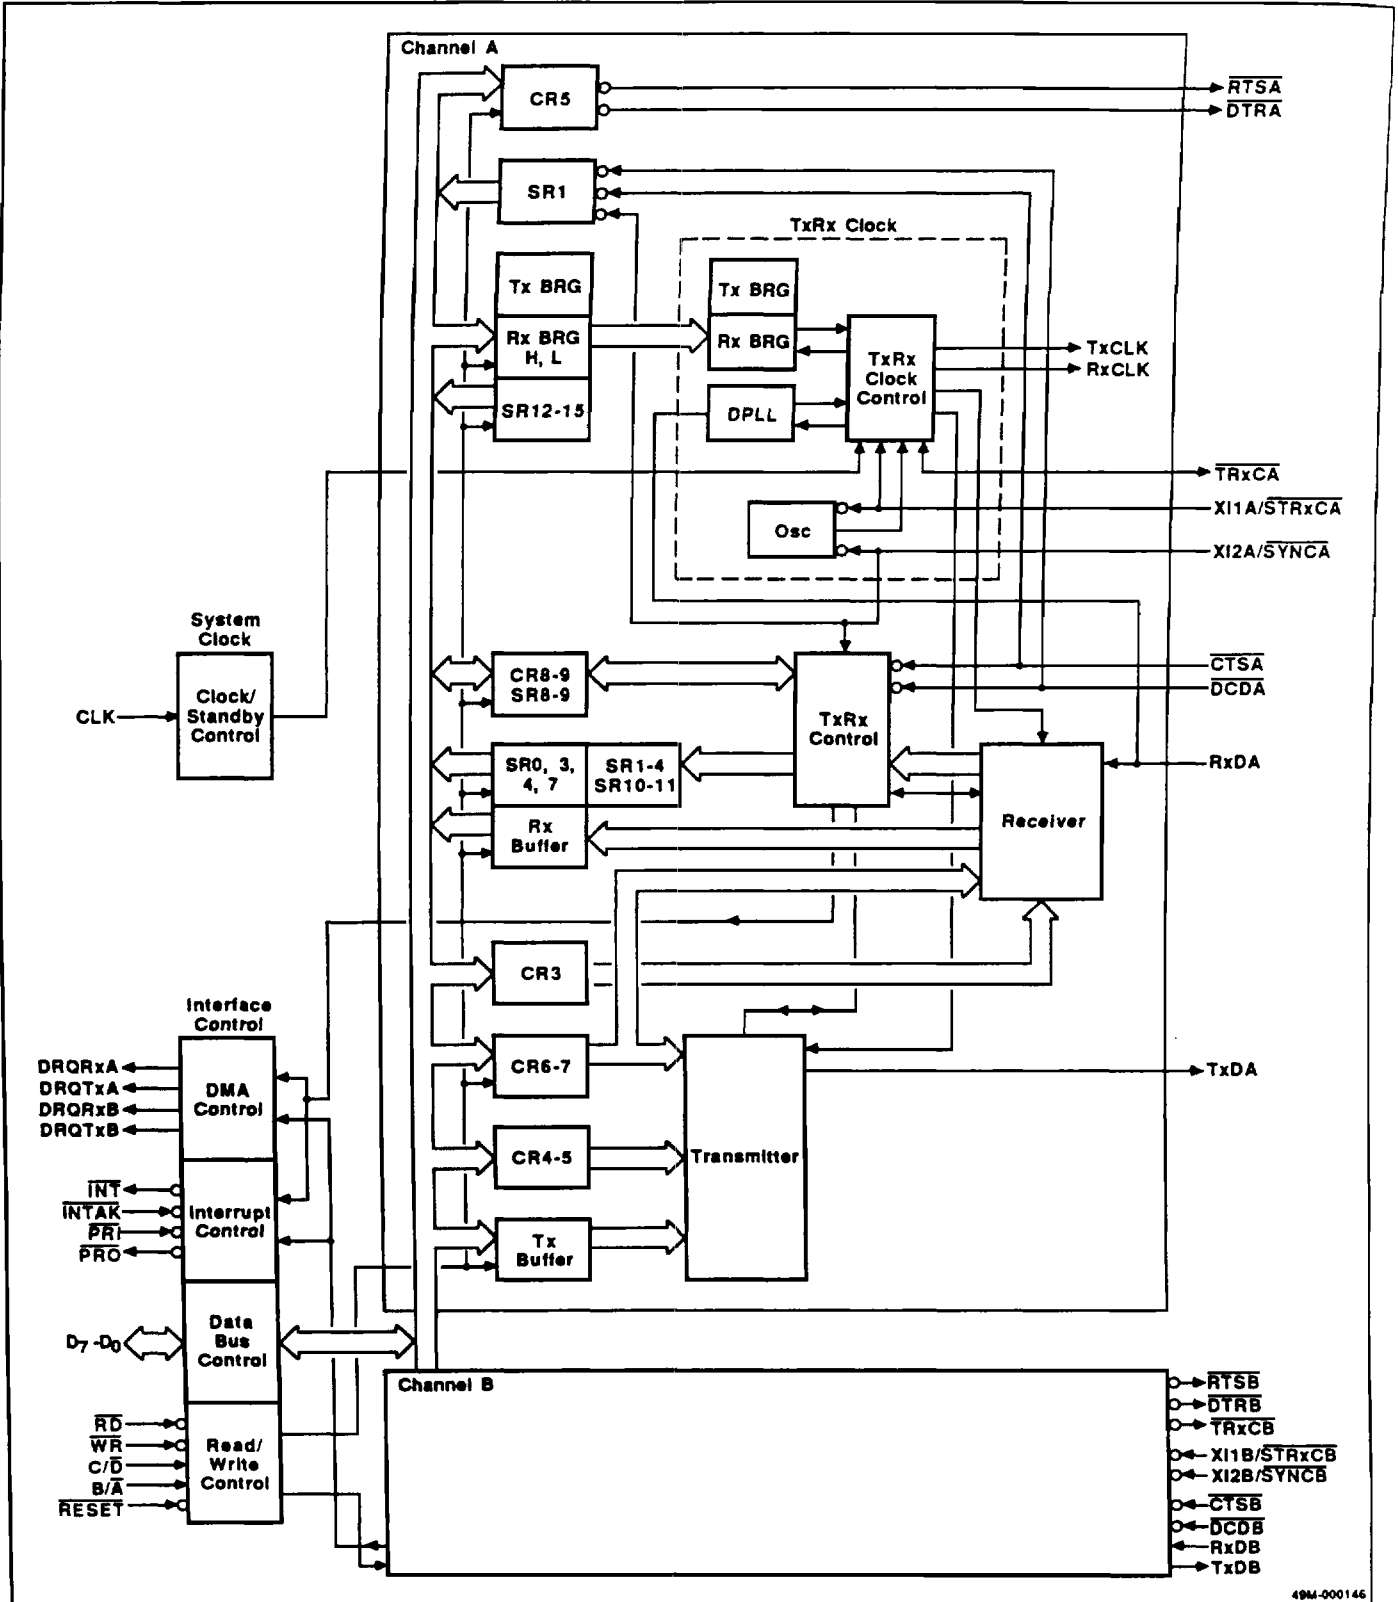 Channel A
CR5
RTSA
DTRA
SR1
TxRx Clock
Tx BRG
Rx BRG
H, L
SR12-15
Tx BRG
Rx BRG
DPLL
TxRx
Clock
Control
TxCLK
RxCLK
TRxCA
XI1A/STRxCA
Osc
XI2A/SYNCA
System
Clock
CLK
Clock/
Standby
Control
CR8-9
SR8-9
TxRx
Control
CTSA
DCDA
SR0, 3,
4, 7
SR1-4
SR10-11
RxDA
Rx
Buffer
Receiver
CR3
Interface
Control
DRQRxA
DRQTxA
DRQRxB
DRQTxB
DMA
Control
CR6-7
TxDA
CR4-5
Transmitter
INT
INTAK
PRI
PRO
Interrupt
Control
Tx
Buffer
D7-D0
Data
Bus
Control
Channel B
RD
WR
C/D
B/A
RESET
Read/
Write
Control
RTSB
DTRB
TRxCB
XI1B/STRxCB
XI2B/SYNCB
CTSB
DCDB
RxDB
TxDB
49M-000146